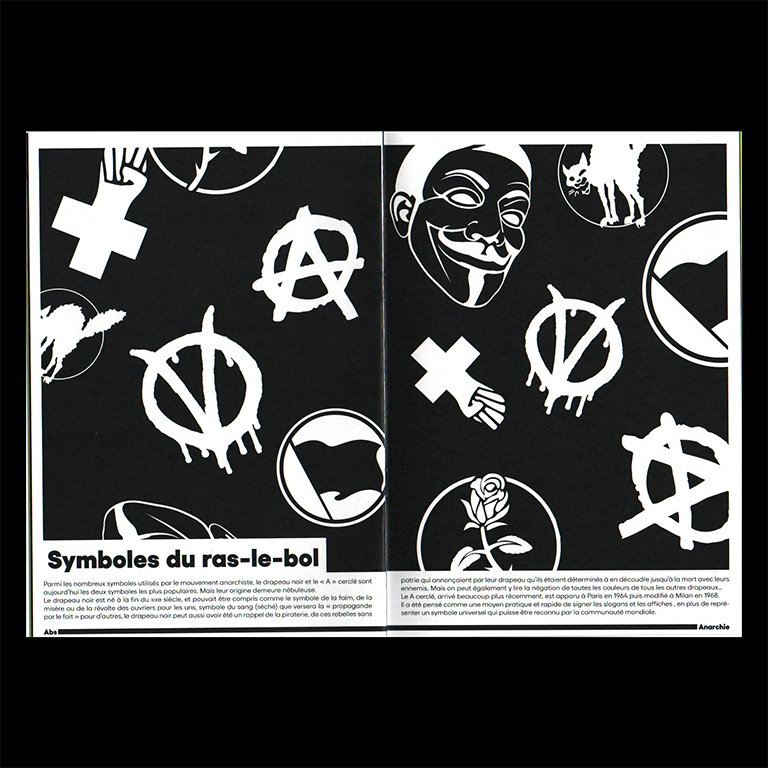 Symboles du ras-le-bol
Parmi les nombreux symboles utilisés par le mouvement anarchiste, le drapeau noir et le « A » cerclé sont
aujourd'hui les deux symboles les plus populaires. Mais leur origine demeure nébuleuse.
Le drapeau noir est né à la fin du xixe siècle, et pouvait être compris comme le symbole de la faim, de la
misère ou de la révolte des ouvriers pour les uns, symbole du sang (séché) que versera la « propagande
par le fait » pour d'autres, le drapeau noir peut aussi avoir été un rappel de la piraterie, de ces rebelles sans
patrie qui annonçaient par leur drapeau qu'ils étaient déterminés à en découdre jusqu'à la mort avec leurs
ennemis. Mais on peut également y lire la négation de toutes les couleurs de tous les autres drapeaux...
Le A cerclé, arrivé beaucoup plus récemment, est apparu à Paris en 1964 puis modifié à Milan en 1968.
Il a été pensé comme une moyen pratique et rapide de signer les slogans et les affiches , en plus de repré-
senter un symbole universel qui puisse être reconnu par la communauté mondiale.
Abs
Anarchie